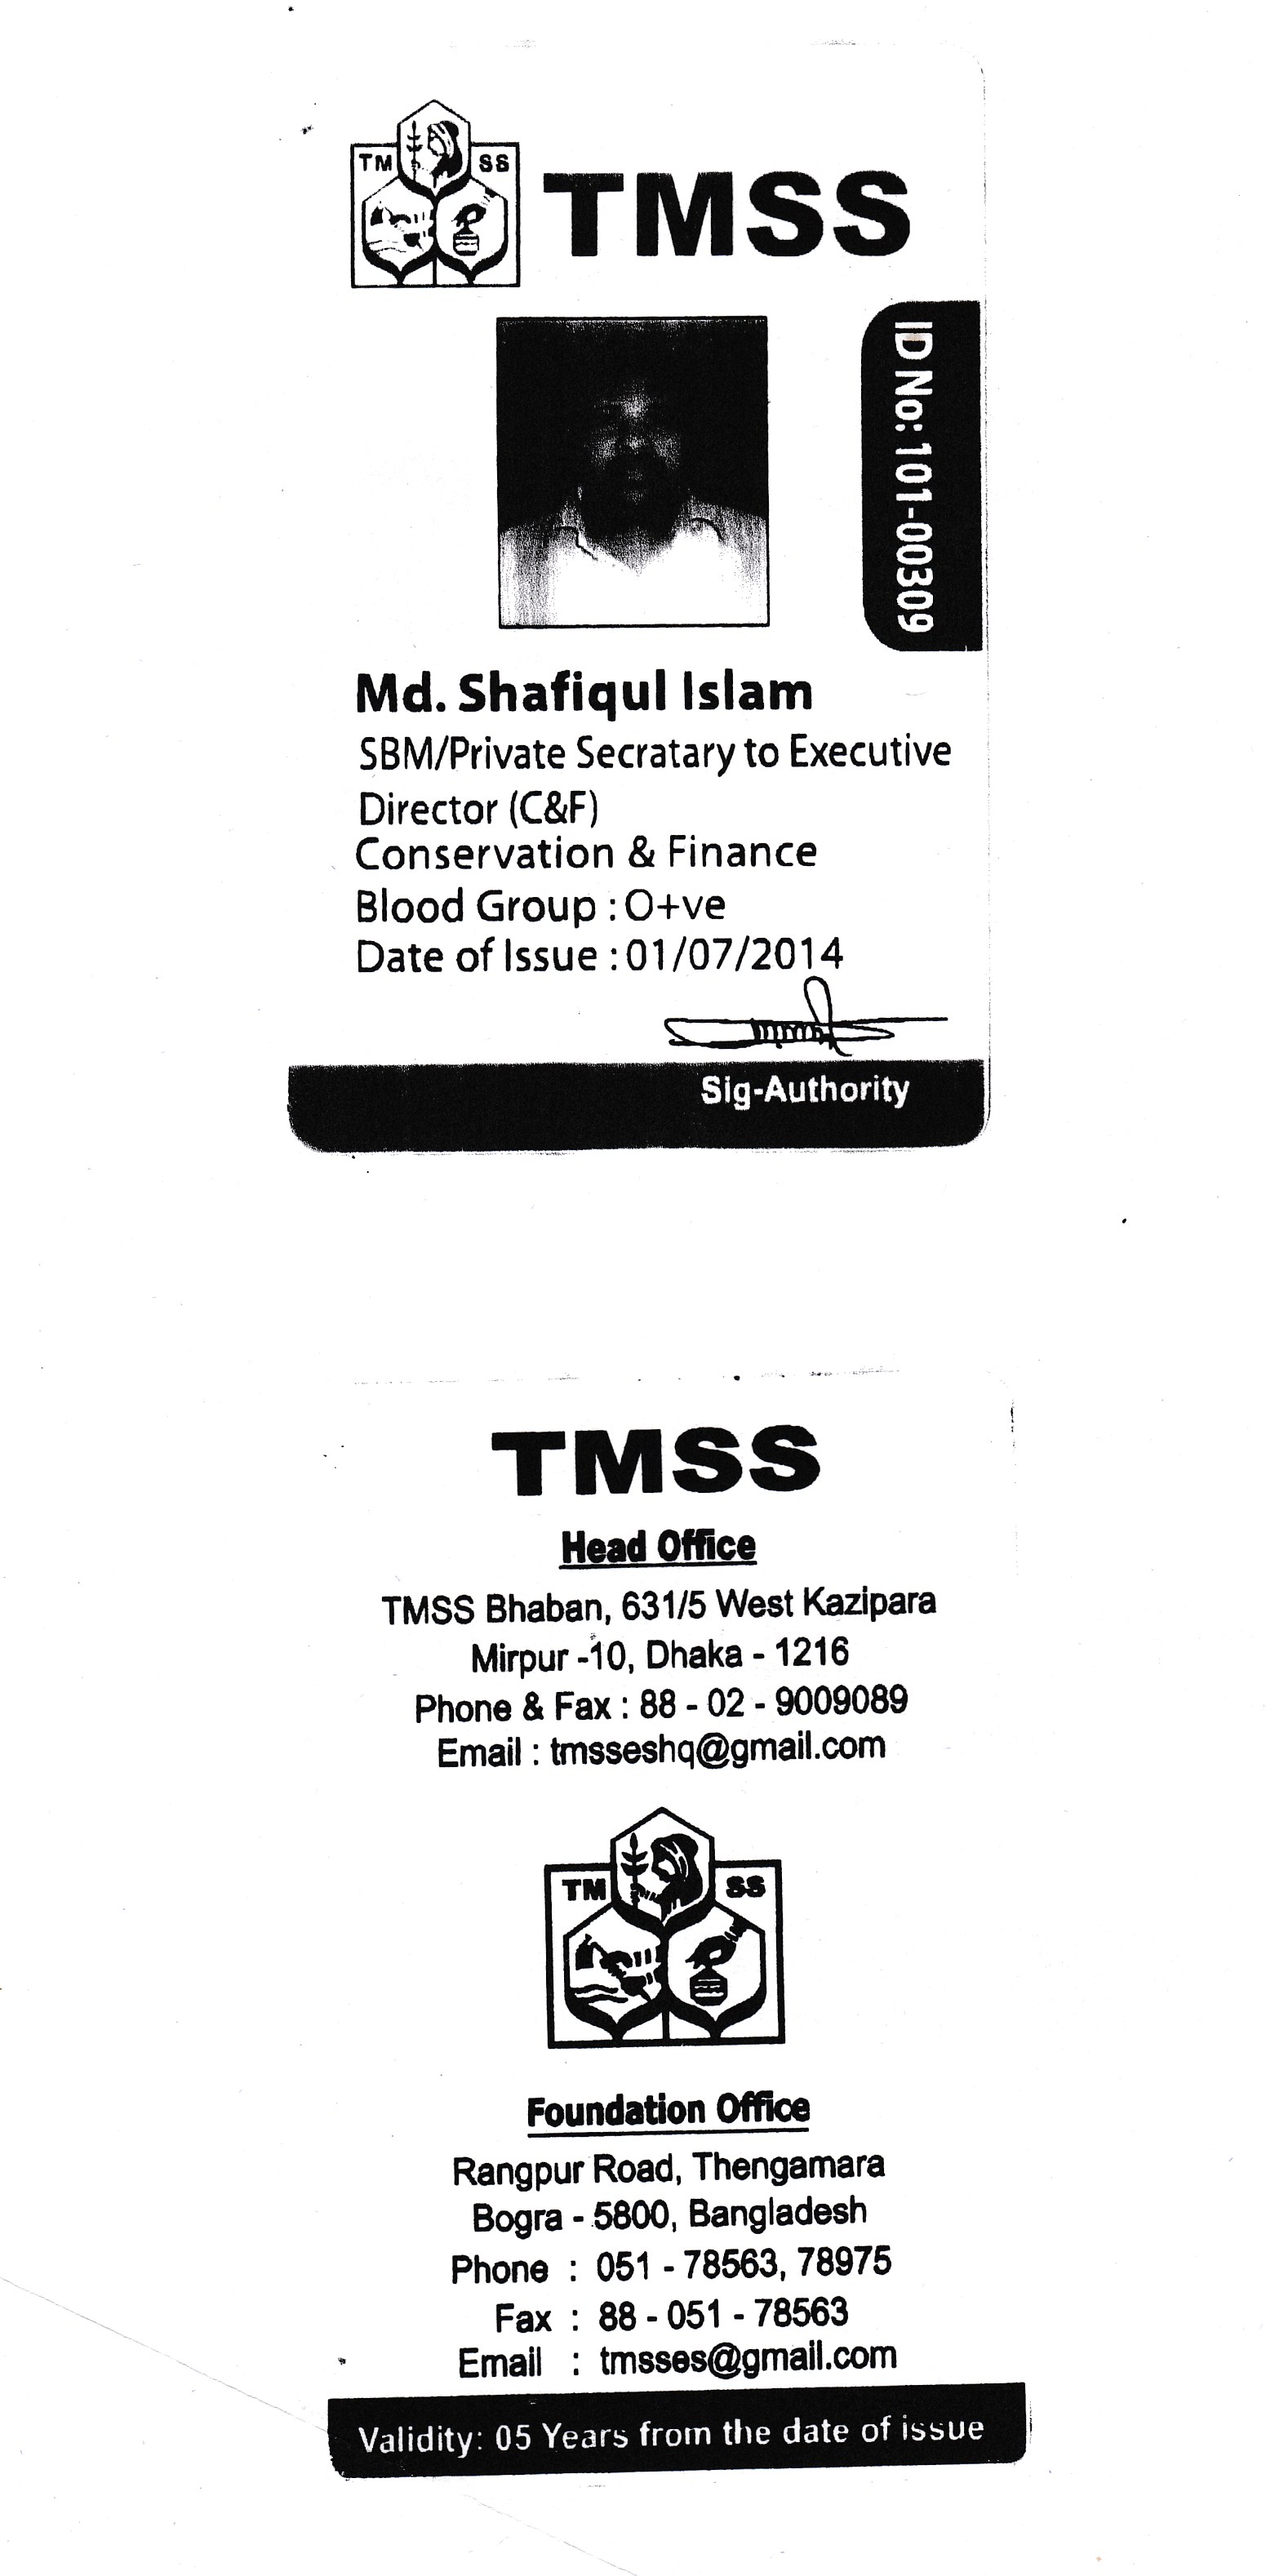 TM SS
TMSS
ID No: 101-00309
Md. Shafiqul Islam
SBM/Private Secratary to Executive
Director (C&F)
Conservation & Finance
Blood Group : O+ve
Date of Issue : 01/07/2014
Sig-Authority
TMSS
Head Office
TMSS Bhaban, 631/5 West Kazipara
Mirpur -10, Dhaka - 1216
Phone & Fax : 88 - 02 - 9009089
Email : tmsseshq@gmail.com
TM SS
Foundation Office
Rangpur Road, Thengamara
Bogra - 5800, Bangladesh
Phone : 051 - 78563, 78975
Fax : 88 - 051 - 78563
Email : tmsses@gmail.com
Validity: 05 Years from the date of issue